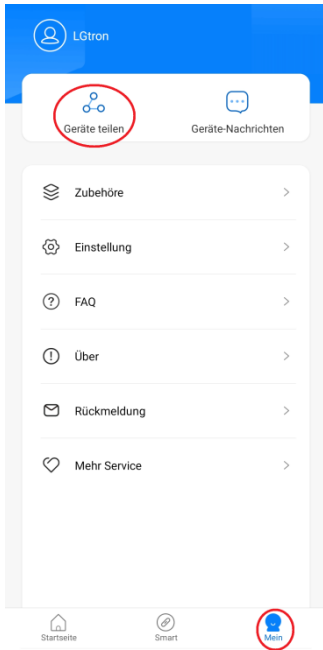 LGtron
Geräte teilen
Geräte-Nachrichten
Zubehöre
Einstellung
FAQ
Über
Rückmeldung
Mehr Service
Startseite
Smart
Mein